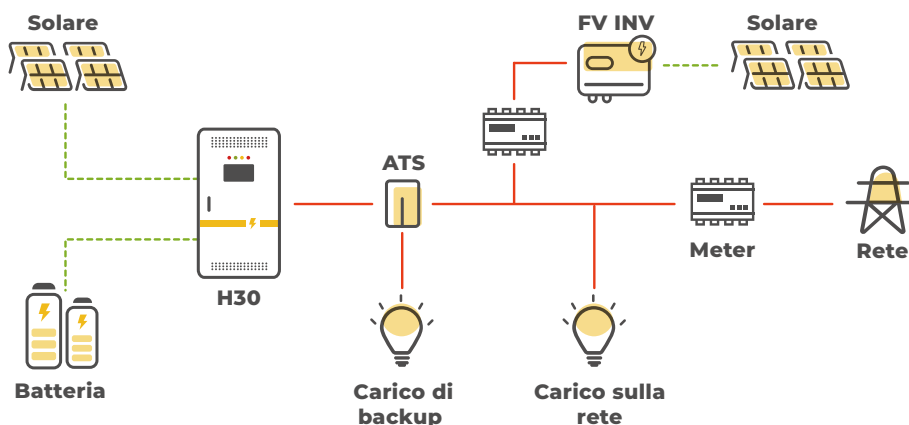 Solare
FV INV
Solare
ATS
Meter
Rete
H30
Batteria
Carico di
backup
Carico sulla
rete